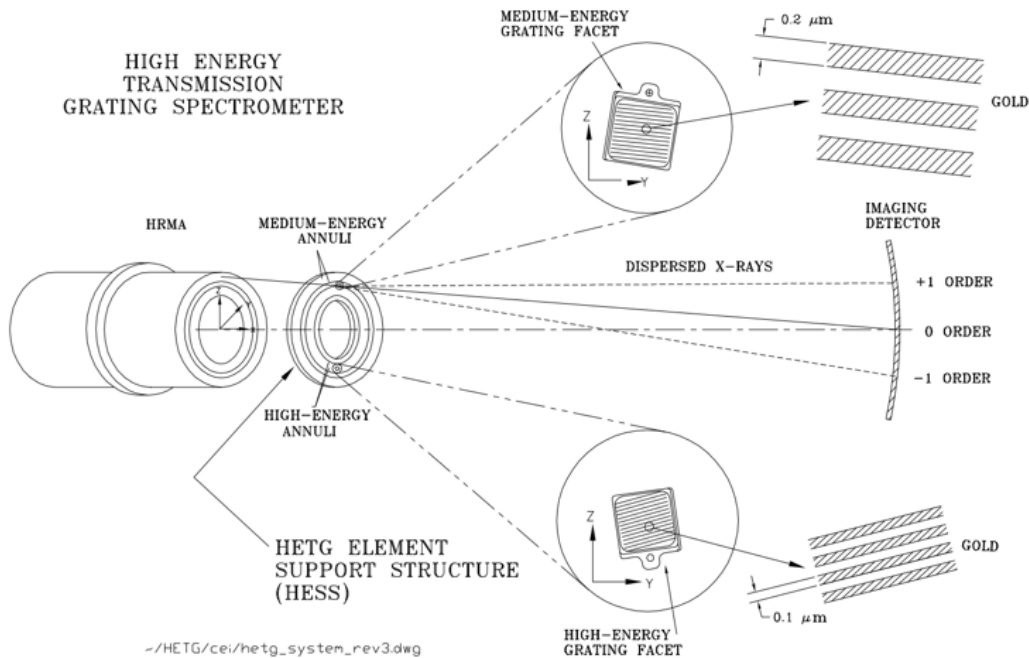 MEDIUM-ENERGY
GRATING FACET
0.2 μm
HIGH ENERGY
TRANSMISSION
GRATING SPECTROMETER
GOLD
Z
Y
IMAGING
DETECTOR
HRMA
MEDIUM-ENERGY
ANNULI
DISPERSED X-RAYS
+1 ORDER
Z
Y
X
0 ORDER
-1 ORDER
HIGH-ENERGY
ANNULI
Z
Y
GOLD
HETG ELEMENT
SUPPORT STRUCTURE
(HESS)
0.1 μm
HIGH-ENERGY
GRATING FACET
~/HETG/cei/hetg_system_rev3.dwg